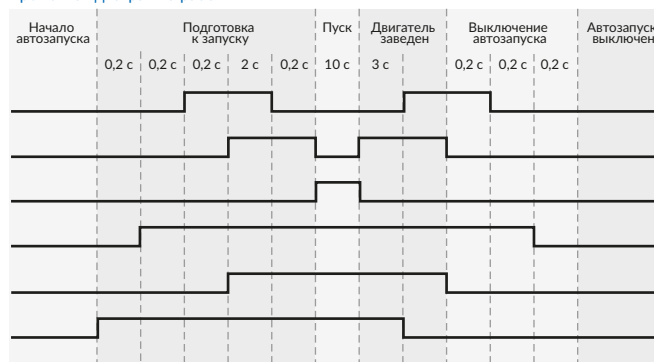 Начало
автозапуска
Подготовка
к запуску
Пуск
Двигатель
заведен
Выключение
автозапуска
Автозапуск
выключен
0,2 с 0,2 с 0,2 с 2 с 0,2 с 10 с 3 с 0,2 с 0,2 с 0,2 с